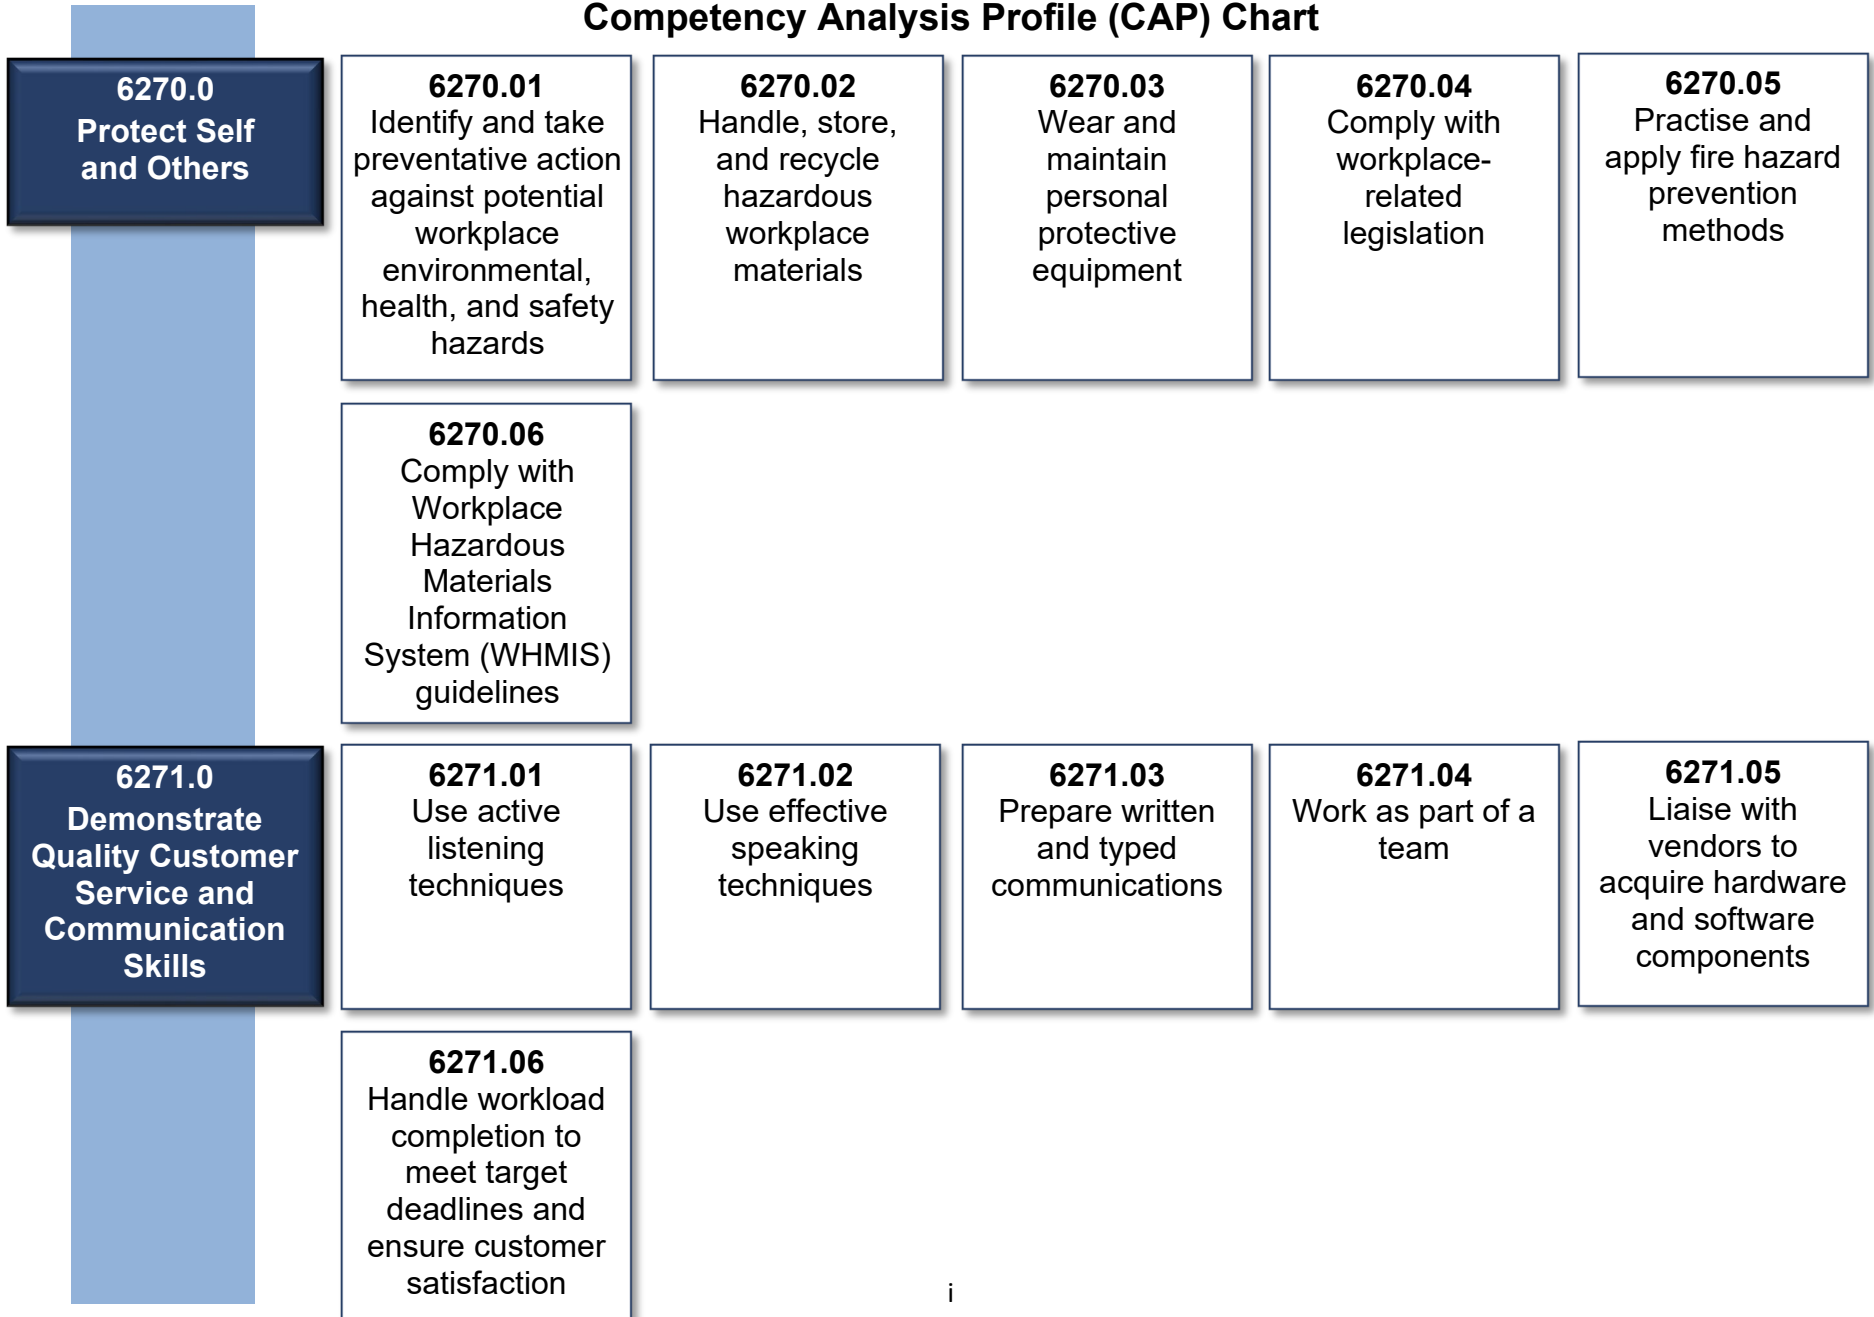 Competency Analysis Profile (CAP) Chart
6270.0
Protect Self
and Others
6270.01
Identify and take
preventative action
against potential
workplace
environmental,
health, and safety
hazards
6270.02
Handle, store,
and recycle
hazardous
workplace
materials
6270.03
Wear and
maintain
personal
protective
equipment
6270.04
Comply with
workplace-
related
legislation
6270.05
Practise and
apply fire hazard
prevention
methods
6270.06
Comply with
Workplace
Hazardous
Materials
Information
System (WHMIS)
guidelines
6271.0
Demonstrate
Quality Customer
Service and
Communication
Skills
6271.01
Use active
listening
techniques
6271.02
Use effective
speaking
techniques
6271.03
Prepare written
and typed
communications
6271.04
Work as part of a
team
6271.05
Liaise with
vendors to
acquire hardware
and software
components
6271.06
Handle workload
completion to
meet target
deadlines and
ensure customer
satisfaction
i